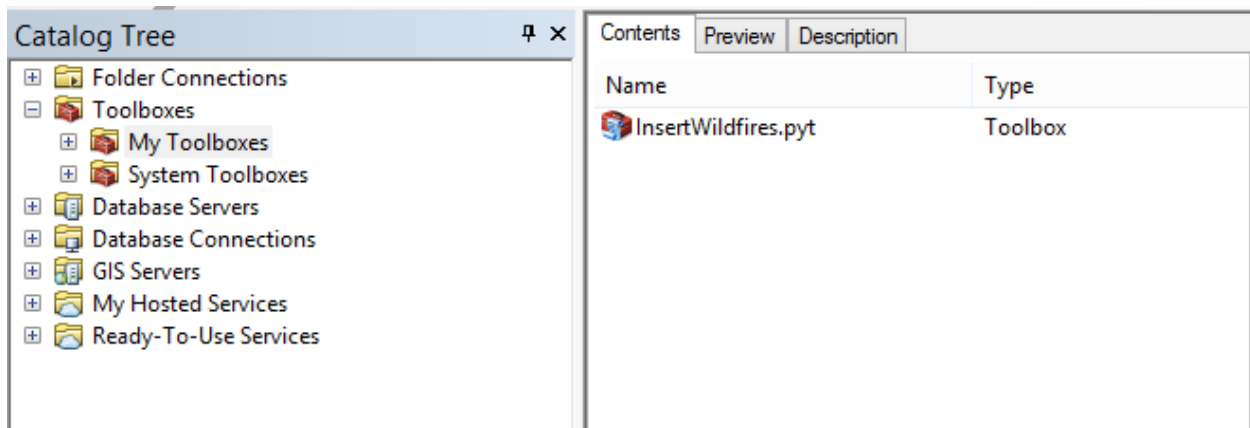 Catalog Tree
Folder Connections
Toolboxes
My Toolboxes
System Toolboxes
Database Servers
Database Connections
GIS Servers
My Hosted Services
Ready-To-Use Services
Contents Preview Description
Name Type
InsertWildfires.pyt Toolbox